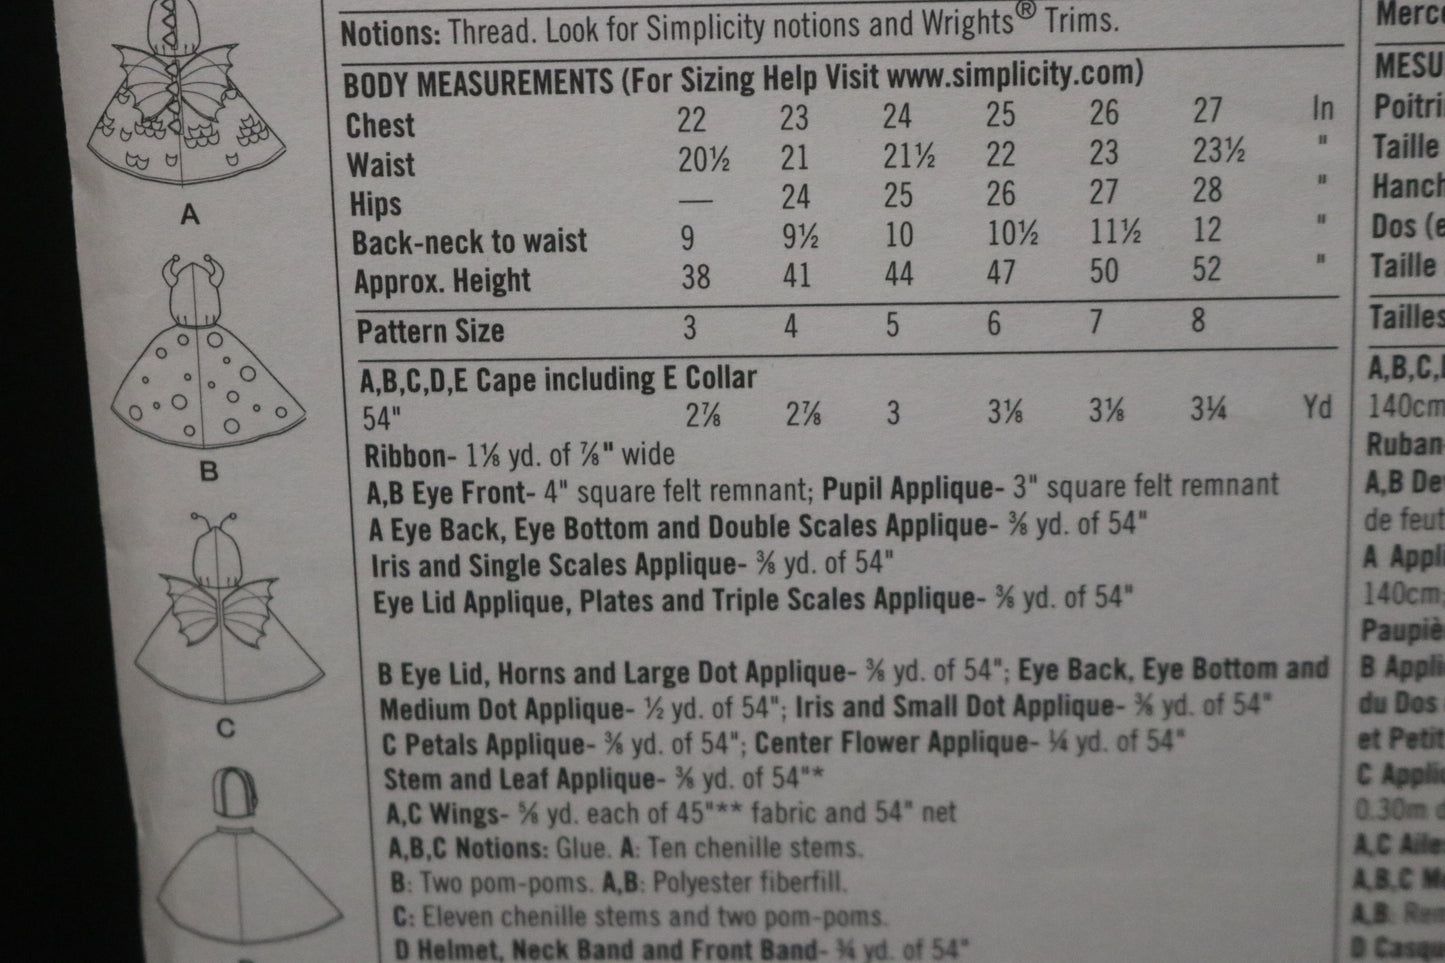 Notions: Thread. Look for Simplicity notions and Wrights® Trims.
BODY MEASUREMENTS (For Sizing Help Visit www.simplicity.com)
Chest 22 23 24 25 26 27 In
Waist 20½ 21 21½ 22 23 23½ "
Hips — 24 25 26 27 28 "
Back-neck to waist 9 9½ 10 10½ 11½ 12 "
Approx. Height 38 41 44 47 50 52 "
Pattern Size 3 4 5 6 7 8
A,B,C,D,E Cape including E Collar
54" 2⅞ 2⅞ 3 3⅛ 3⅛ 3¼ Yd
Ribbon- 1⅛ yd. of ⅞" wide
A,B Eye Front- 4" square felt remnant; Pupil Applique- 3" square felt remnant
A Eye Back, Eye Bottom and Double Scales Applique- ⅜ yd. of 54"
Iris and Single Scales Applique- ⅜ yd. of 54"
Eye Lid Applique, Plates and Triple Scales Applique- ⅜ yd. of 54"
B Eye Lid, Horns and Large Dot Applique- ⅜ yd. of 54"; Eye Back, Eye Bottom and
Medium Dot Applique- ½ yd. of 54"; Iris and Small Dot Applique- ⅜ yd. of 54"
C Petals Applique- ⅜ yd. of 54"; Center Flower Applique- ¼ yd. of 54"
Stem and Leaf Applique- ⅜ yd. of 54"*
A,C Wings- ⅝ yd. each of 45"** fabric and 54" net
A,B,C Notions: Glue. A: Ten chenille stems.
B: Two pom-poms. A,B: Polyester fiberfill.
C: Eleven chenille stems and two pom-poms.
D Helmet, Neck Band and Front Band- ¾ yd. of 54"
A
B
C
Merc
MESU
Poitri
Taille
Hanch
Dos (e
Taille
Tailles
A,B,C,
140cm
Ruban
A,B De
de feut
A Appli
140cm
Paupiè
B Appli
du Dos
et Petit
C Appli
0.30m d
A,C Aile
A,B,C
A,B: Rem
D Casqu